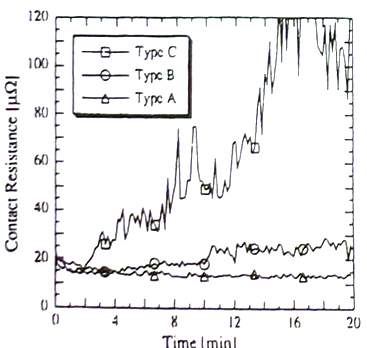 120
100
80
60
40
20
0
Contact Resistance [μΩ]
Type C
Type B
Type A
0 4 8 12 16 20
Time [min]